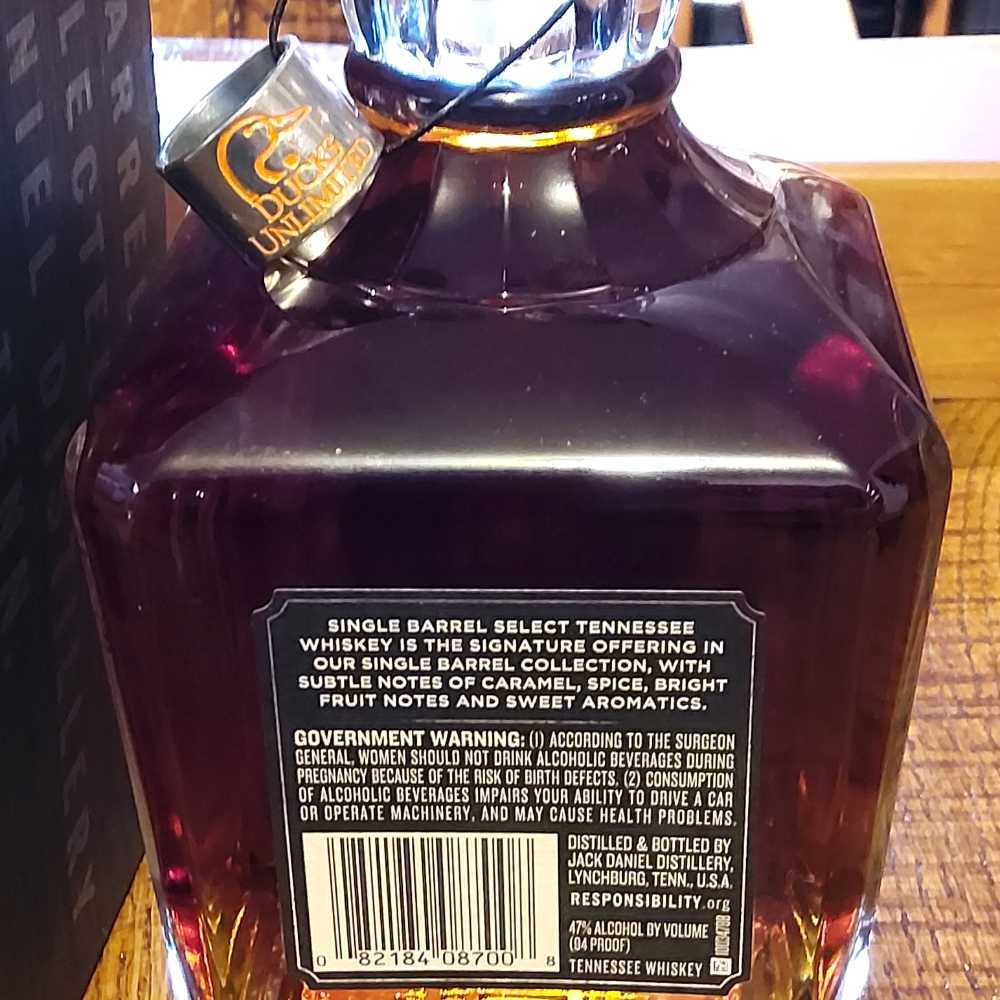 DUCKS
UNLIMITED
SINGLE BARREL SELECT TENNESSEE
WHISKEY IS THE SIGNATURE OFFERING IN
OUR SINGLE BARREL COLLECTION, WITH
SUBTLE NOTES OF CARAMEL, SPICE, BRIGHT
FRUIT NOTES AND SWEET AROMATICS.
GOVERNMENT WARNING: (1) ACCORDING TO THE SURGEON
GENERAL, WOMEN SHOULD NOT DRINK ALCOHOLIC BEVERAGES DURING
PREGNANCY BECAUSE OF THE RISK OF BIRTH DEFECTS. (2) CONSUMPTION
OF ALCOHOLIC BEVERAGES IMPAIRS YOUR ABILITY TO DRIVE A CAR
OR OPERATE MACHINERY, AND MAY CAUSE HEALTH PROBLEMS.
DISTILLED & BOTTLED BY
JACK DANIEL DISTILLERY,
LYNCHBURG, TENN., U.S.A.
RESPONSIBILITY.org
47% ALCOHOL BY VOLUME
(94 PROOF)
TENNESSEE WHISKEY
0 82184 08700 8